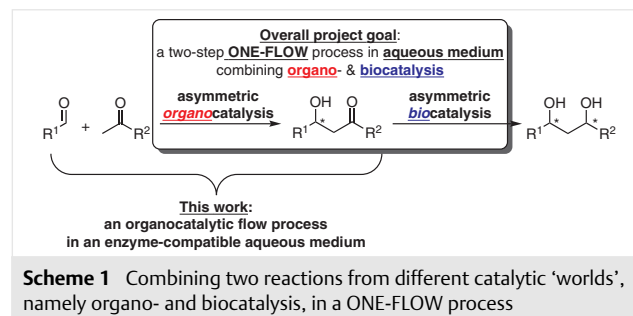 Overall project goal:
a two-step ONE-FLOW process in aqueous medium
combining organo- & biocatalysis
asymmetric
organocatalysis
asymmetric
biocatalysis
O
R1
+
O
R2
OH
O
R1
*
R2
OH
OH
R1
*
*
R2
This work:
an organocatalytic flow process
in an enzyme-compatible aqueous medium
Scheme 1 Combining two reactions from different catalytic ‘worlds’,
namely organo- and biocatalysis, in a ONE-FLOW process